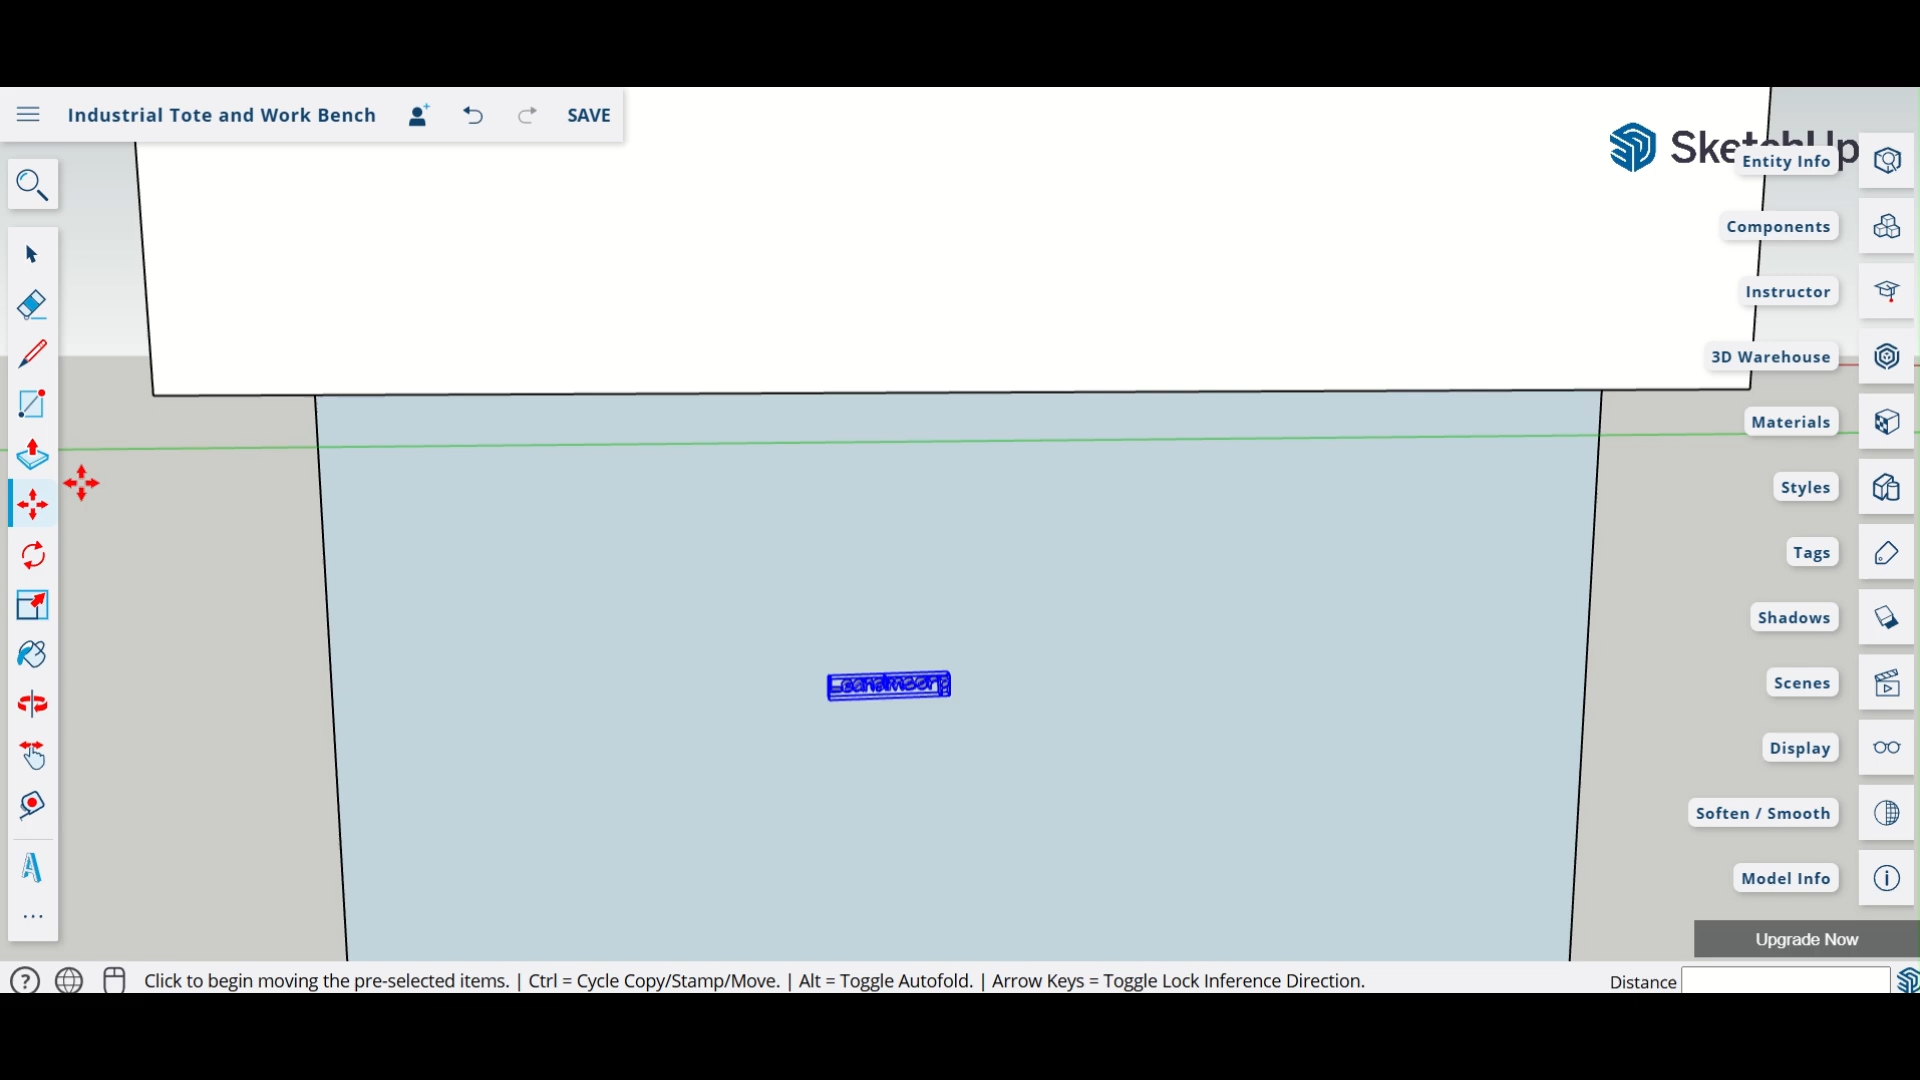 Industrial Tote and Work Bench SAVE
SketchUp
Entity Info
Components
Instructor
3D Warehouse
Materials
Styles
Tags
Shadows
Scenes
Display
Soften / Smooth
Model Info
Upgrade Now
Click to begin moving the pre-selected items. | Ctrl = Cycle Copy/Stamp/Move. | Alt = Toggle Autofold. | Arrow Keys = Toggle Lock Inference Direction. Distance